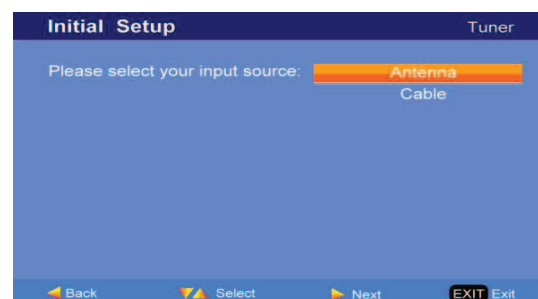 Initial Setup Tuner
Please select your input source: Antenna
Cable
Back Select Next EXIT Exit